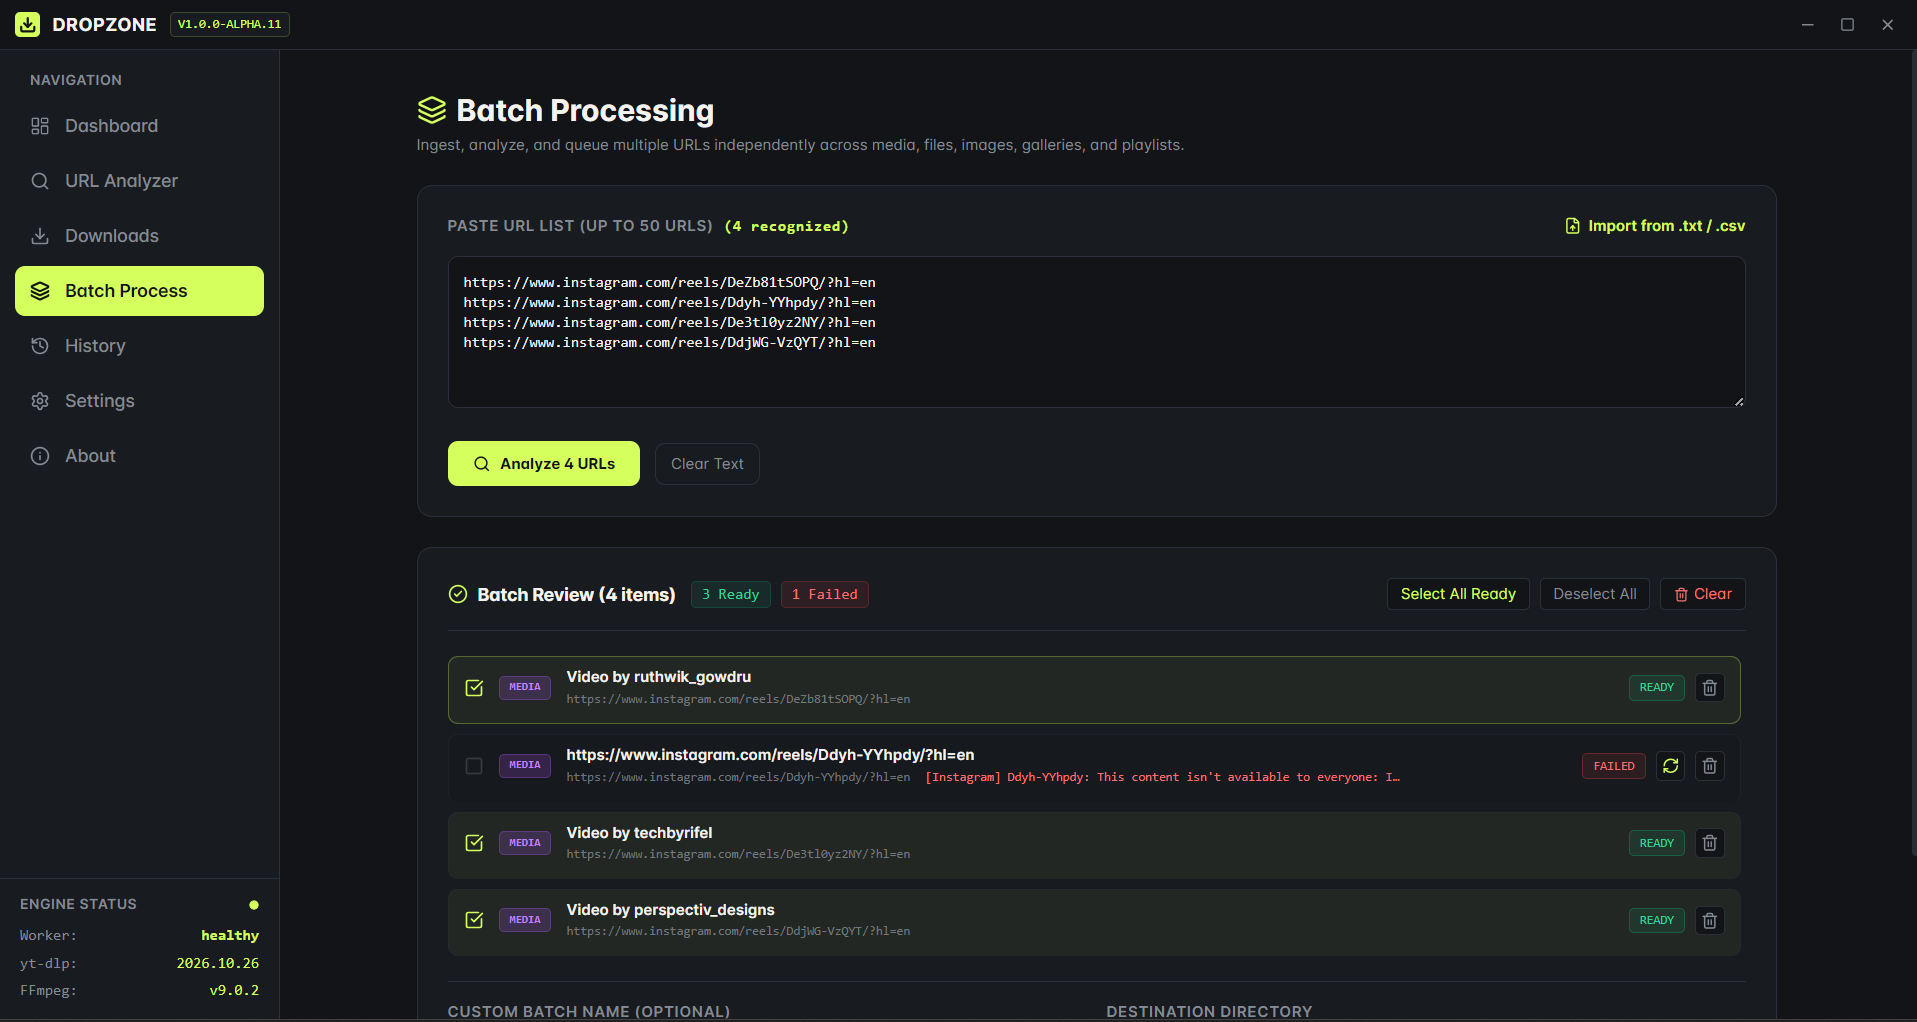 DROPZONE V1.0.0-ALPHA.11
NAVIGATION
Dashboard
URL Analyzer
Downloads
Batch Process
History
Settings
About
ENGINE STATUS
Worker: healthy
yt-dlp: 2026.10.26
FFmpeg: v9.0.2
Batch Processing
Ingest, analyze, and queue multiple URLs independently across media, files, images, galleries, and playlists.
PASTE URL LIST (UP TO 50 URLS) (4 recognized)
Import from .txt / .csv
https://www.instagram.com/reels/DeZb81tSOPQ/?hl=en
https://www.instagram.com/reels/Ddyh-YYhpdy/?hl=en
https://www.instagram.com/reels/De3tl0yz2NY/?hl=en
https://www.instagram.com/reels/DdjWG-VzQYT/?hl=en
Analyze 4 URLs
Clear Text
Batch Review (4 items) 3 Ready 1 Failed
Select All Ready
Deselect All
Clear
MEDIA
Video by ruthwik_gowdru
https://www.instagram.com/reels/DeZb81tSOPQ/?hl=en
READY
MEDIA
https://www.instagram.com/reels/Ddyh-YYhpdy/?hl=en
https://www.instagram.com/reels/Ddyh-YYhpdy/?hl=en [Instagram] Ddyh-YYhpdy: This content isn't available to everyone: I…
FAILED
MEDIA
Video by techbyrifel
https://www.instagram.com/reels/De3tl0yz2NY/?hl=en
READY
MEDIA
Video by perspectiv_designs
https://www.instagram.com/reels/DdjWG-VzQYT/?hl=en
READY
CUSTOM BATCH NAME (OPTIONAL)
DESTINATION DIRECTORY